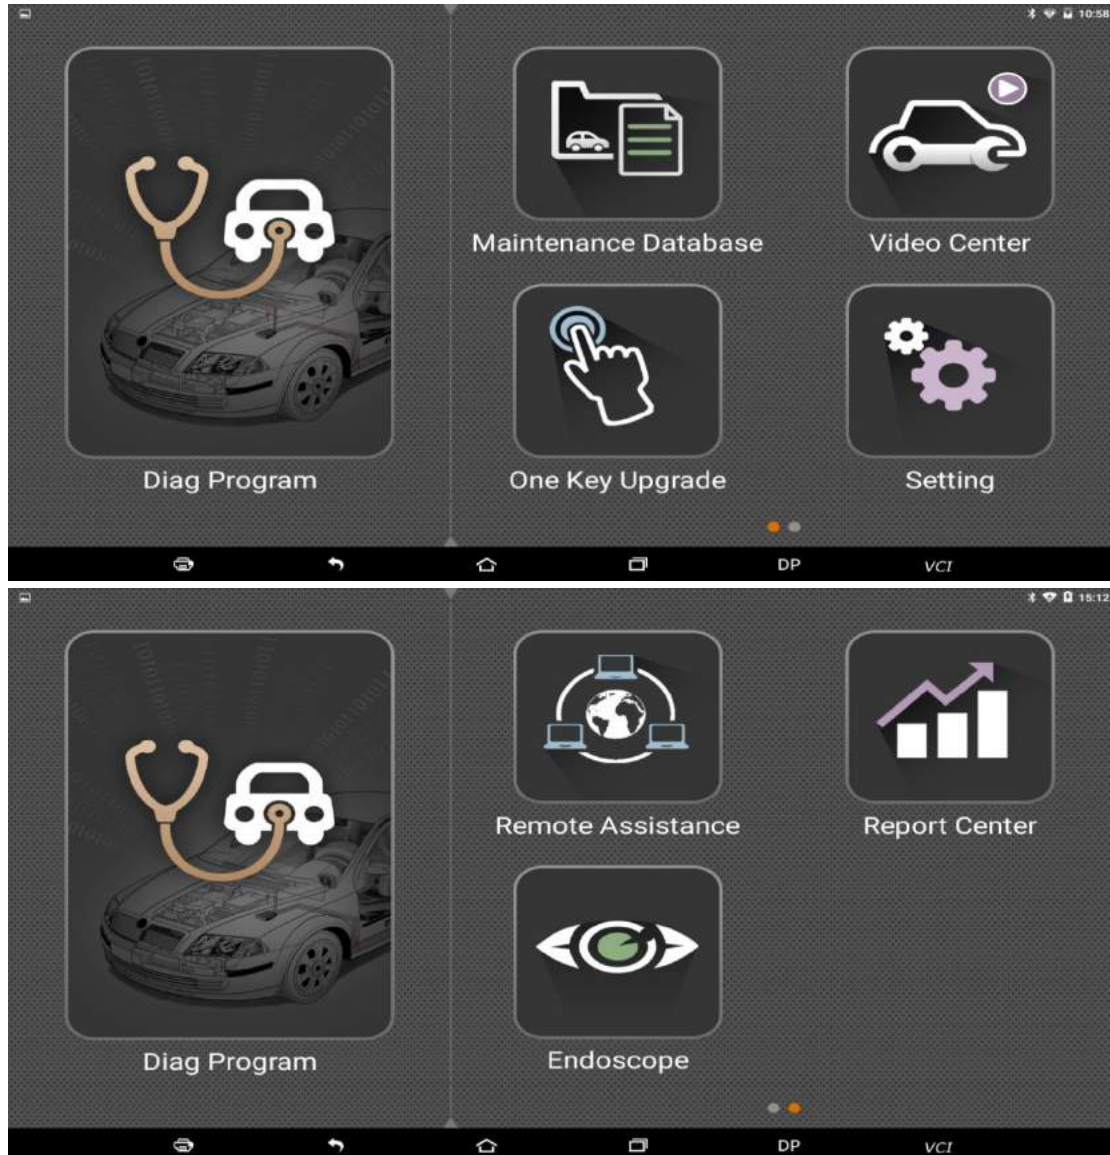 10:58
Maintenance Database
Video Center
Diag Program
One Key Upgrade
Setting
DP
VCI
15:12
Remote Assistance
Report Center
Diag Program
Endoscope
DP
VCI